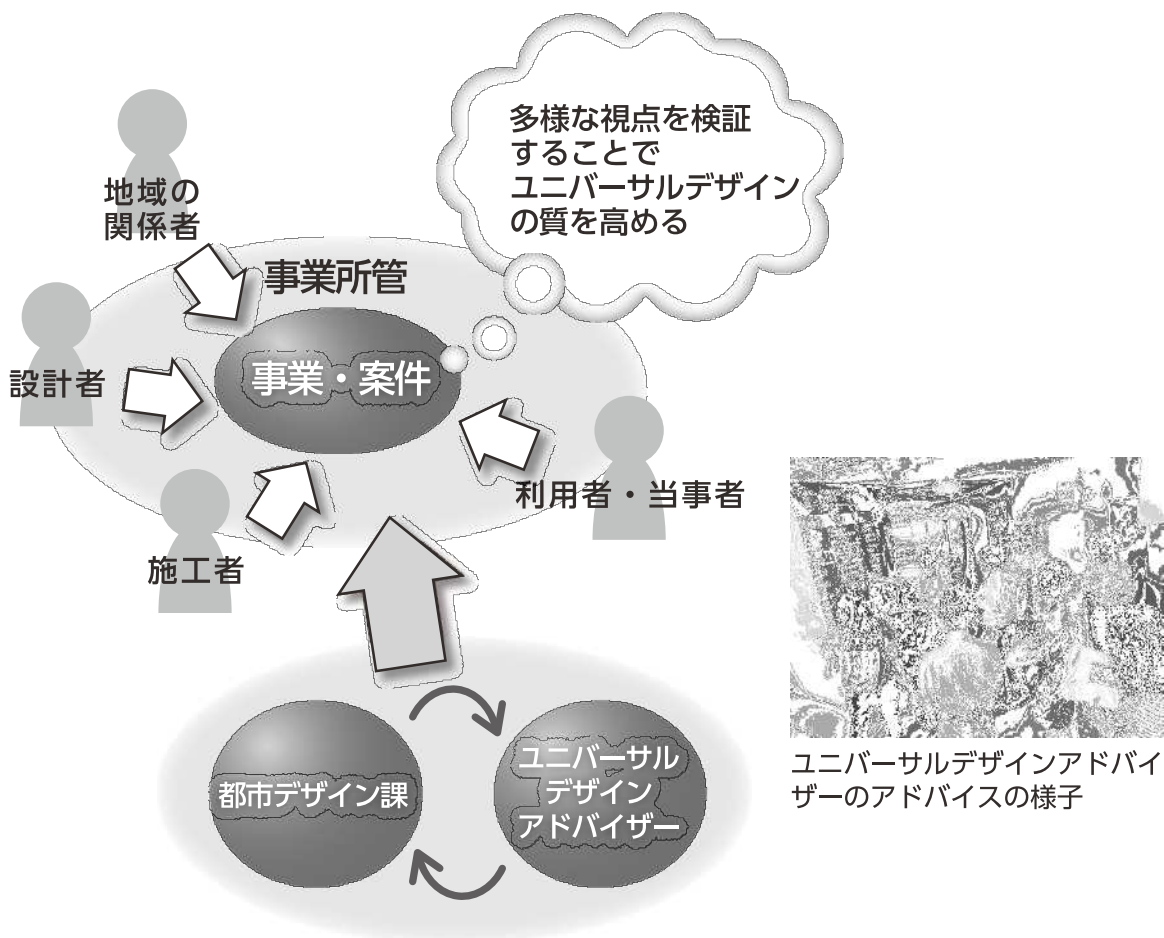 多様な視点を検証
することで
ユニバーサルデザイン
の質を高める
地域の
関係者
事業所管
事業・案件
設計者
利用者・当事者
施工者
都市デザイン課
ユニバーサル
デザイン
アドバイザー
ユニバーサルデザインアドバイ
ザーのアドバイスの様子